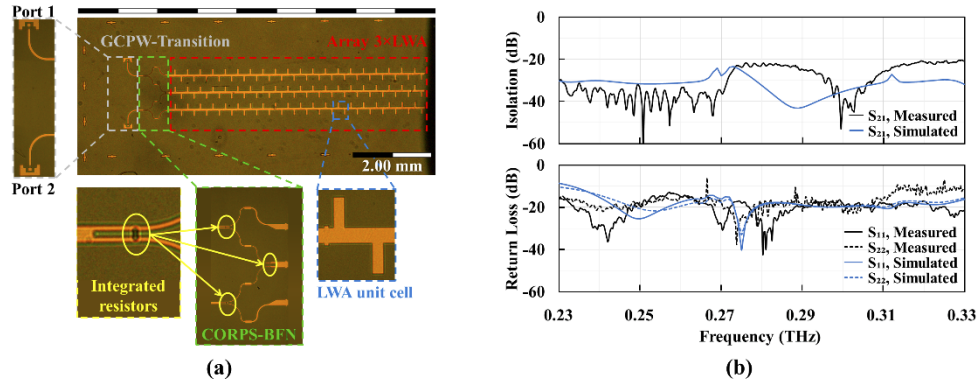 Port 1
GCPW-Transition
Array 3×LWA
2.00 mm
Port 2
Integrated
resistors
CORPS-BFN
LWA unit cell
(a)
0
-20
-40
-60
Isolation (dB)
S21, Measured
S21, Simulated
0
-20
-40
-60
Return Loss (dB)
S11, Measured
S22, Measured
S11, Simulated
S22, Simulated
0.23 0.25 0.27 0.29 0.31 0.33
Frequency (THz)
(b)